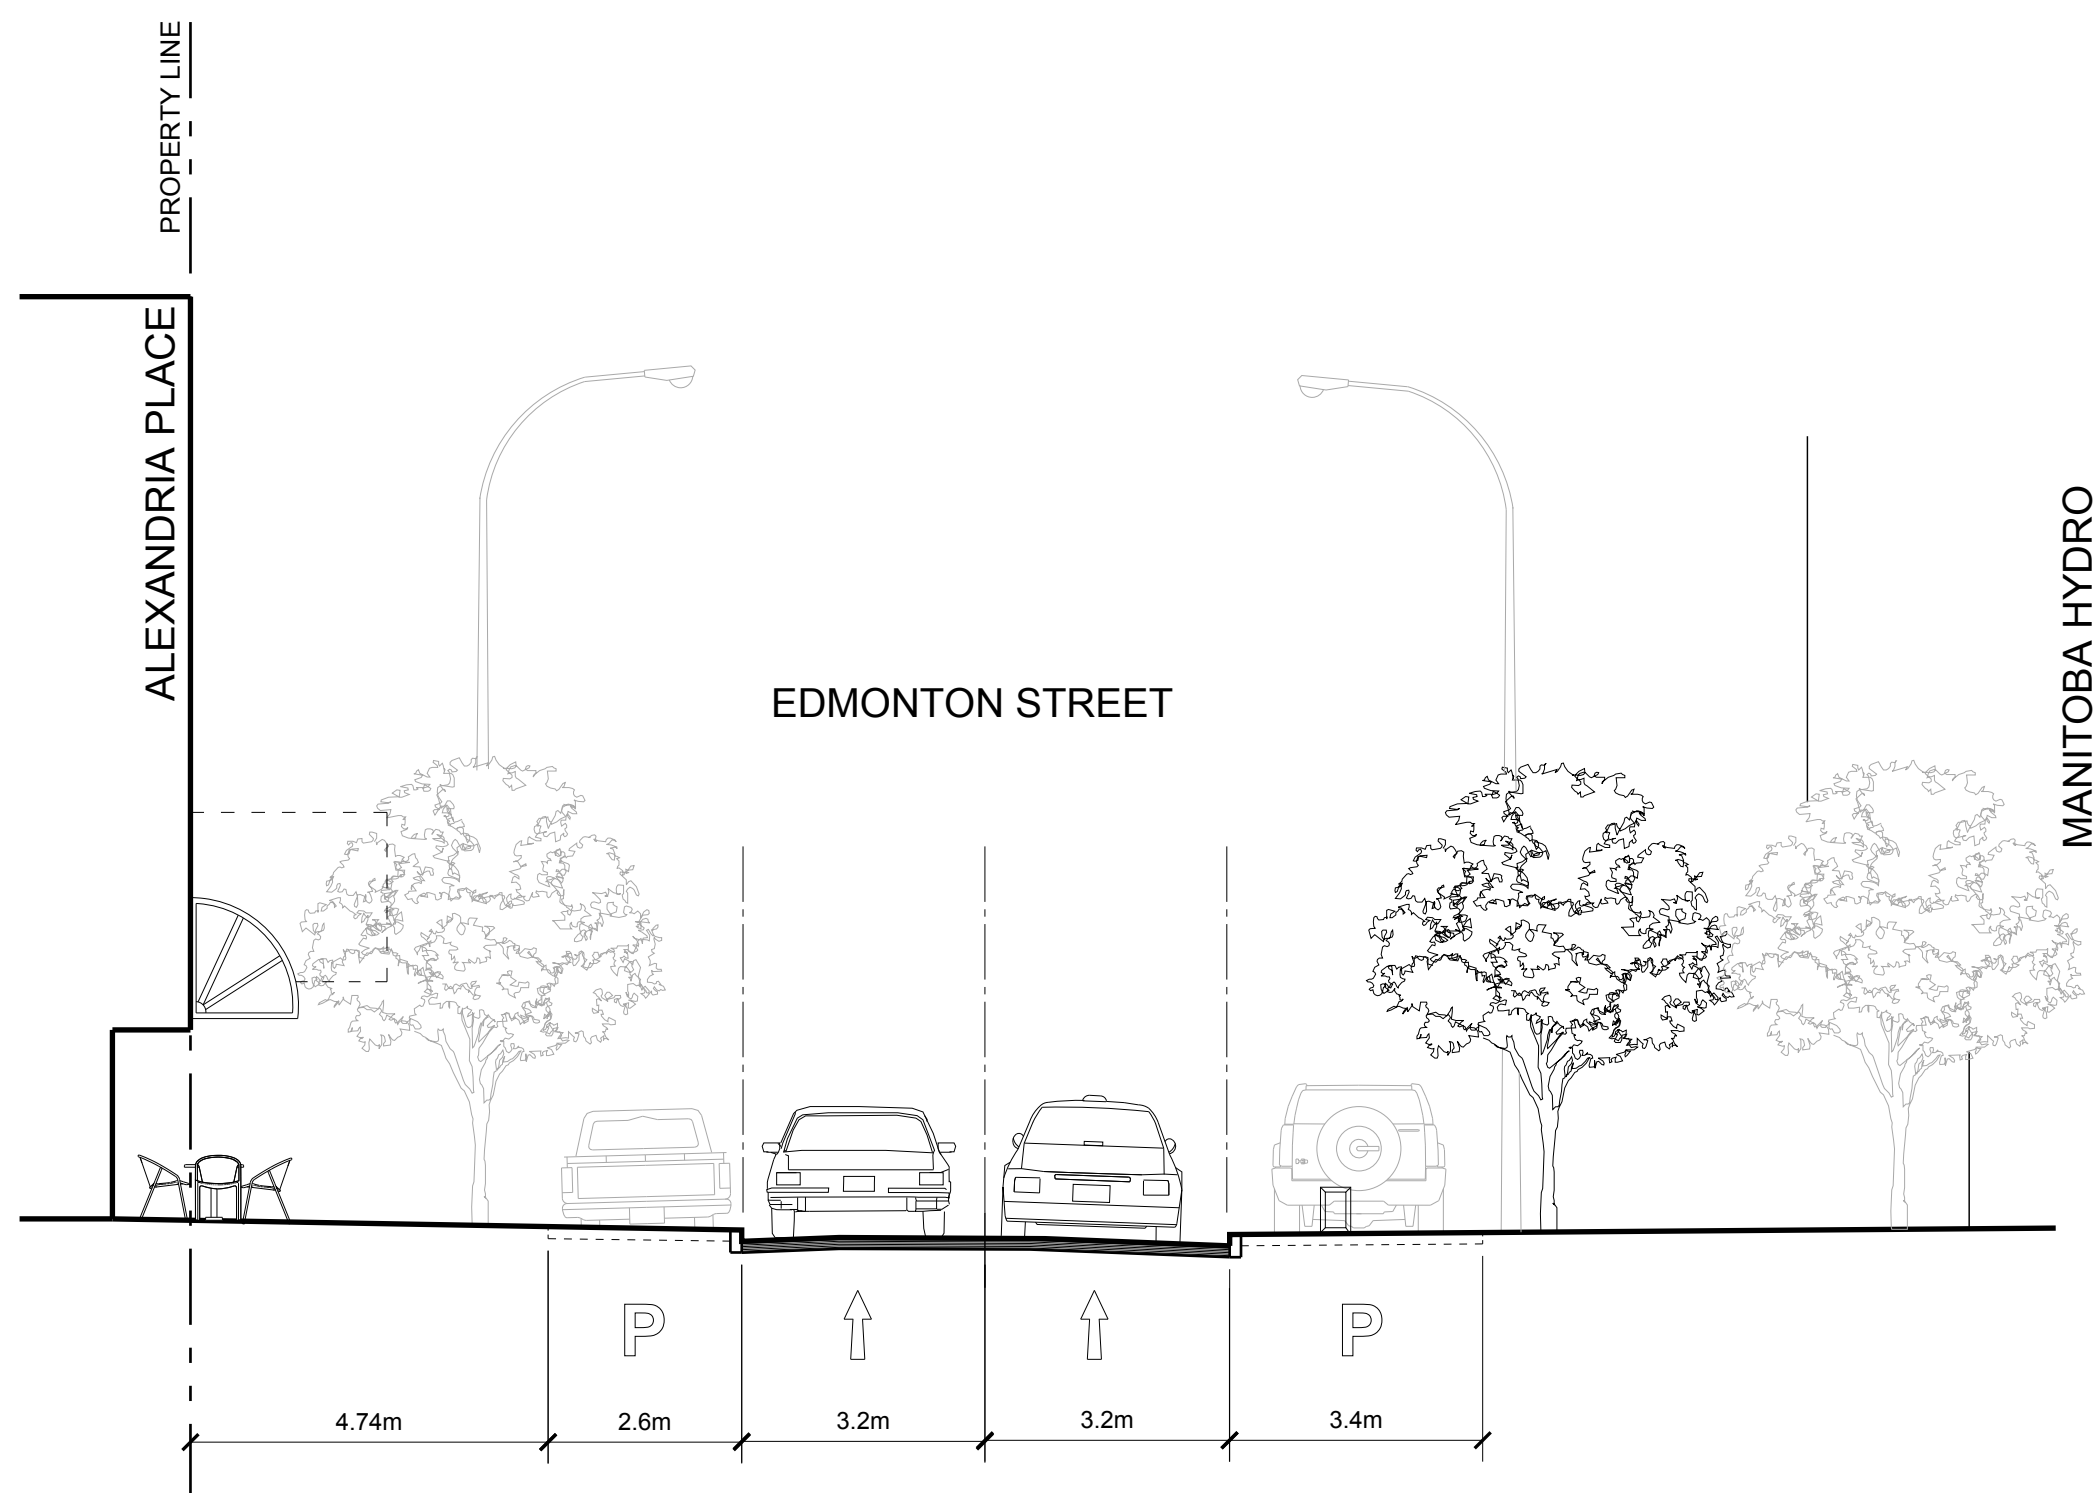 PROPERTY LINE
ALEXANDRIA PLACE
EDMONTON STREET
MANITOBA HYDRO
P
P
4.74m
2.6m
3.2m
3.2m
3.4m